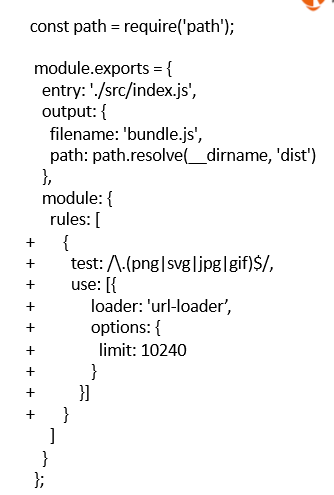 const path = require('path');
module.exports = {
entry: './src/index.js',
output: {
filename: 'bundle.js',
path: path.resolve(__dirname, 'dist')
},
module: {
rules: [
+ {
+ test: /\.(png|svg|jpg|gif)$/,
+ use: [{
+ loader: 'url-loader’,
+ options: {
+ limit: 10240
+ }
+ }]
+ }
]
}
};